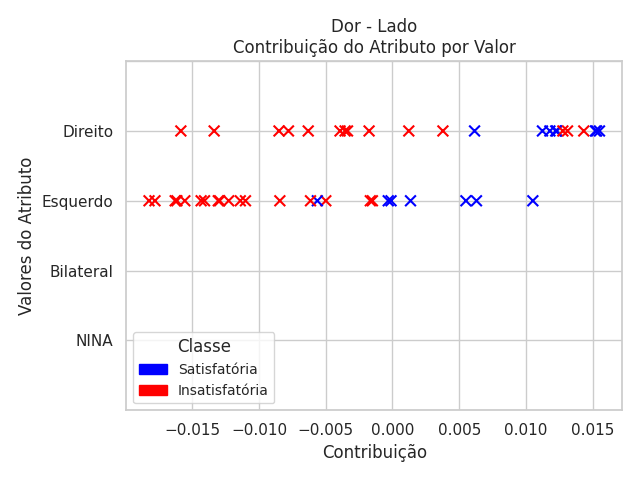 Dor - Lado
Contribuição do Atributo por Valor
Valores do Atributo
Direito
Esquerdo
Bilateral
NINA
Classe
Satisfatória
Insatisfatória
−0.015 −0.010 −0.005 0.000 0.005 0.010 0.015
Contribuição